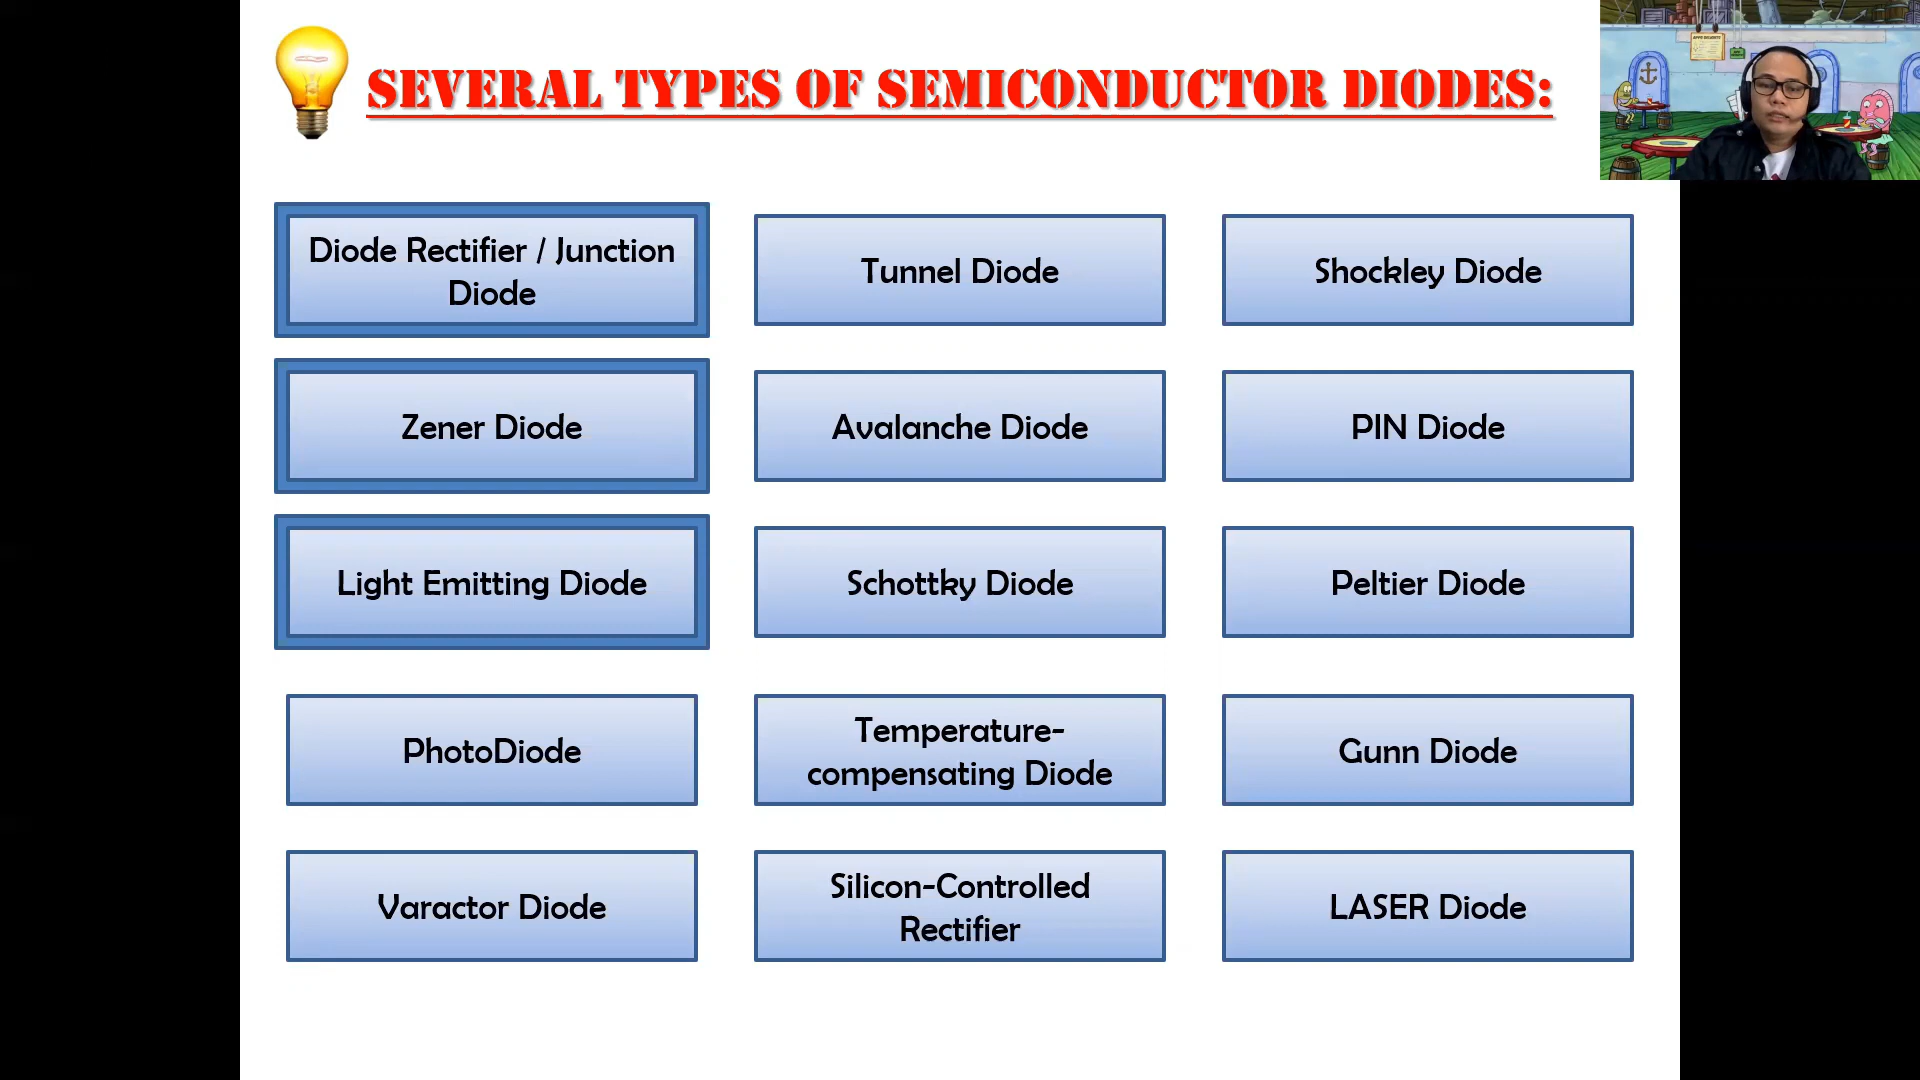 SEVERAL TYPES OF SEMICONDUCTOR DIODES:
Diode Rectifier / Junction
Diode
Tunnel Diode
Shockley Diode
Zener Diode
Avalanche Diode
PIN Diode
Light Emitting Diode
Schottky Diode
Peltier Diode
PhotoDiode
Temperature-
compensating Diode
Gunn Diode
Varactor Diode
Silicon-Controlled
Rectifier
LASER Diode